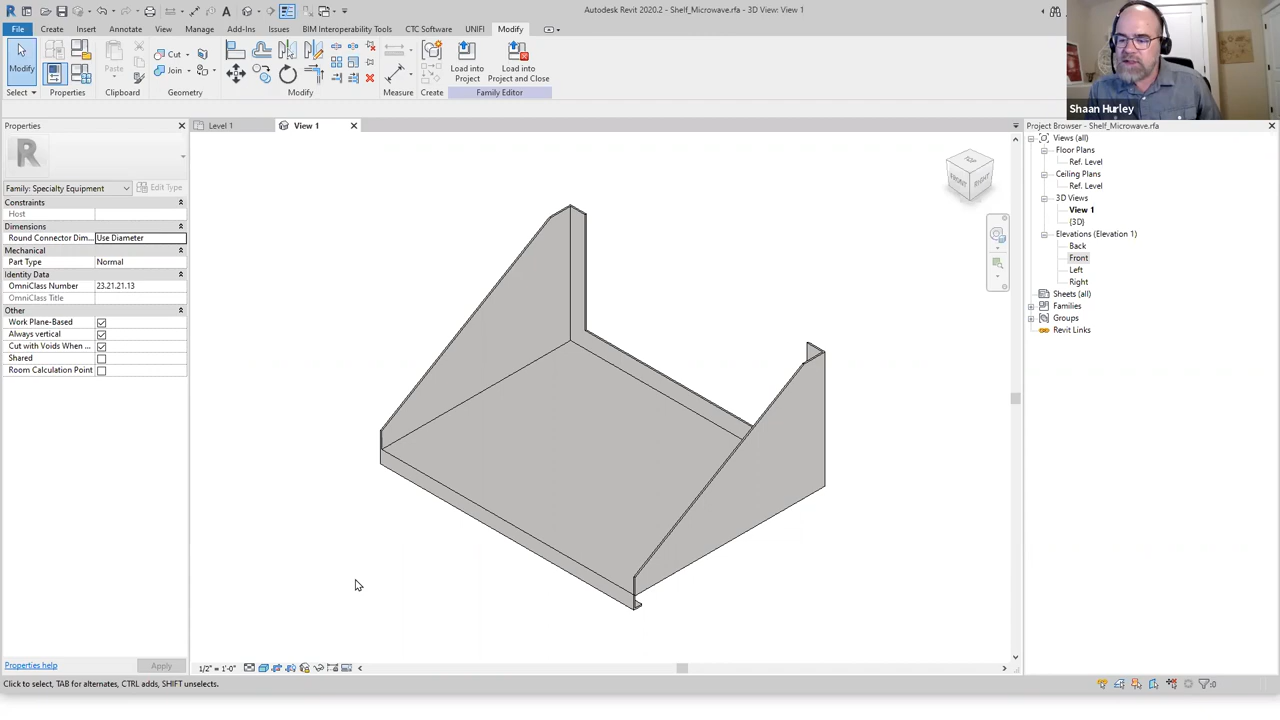 Autodesk Revit 2020.2 - Shelf_Microwave.rfa - 3D View: View 1
File Create Insert Annotate View Manage Add-Ins Issues BIM Interoperability Tools CTC Software UNIFI Modify
Modify
Paste
Cut
Join
Load into Project
Load into Project and Close
Select Properties Clipboard Geometry Modify Measure Create Family Editor
Shaan Hurley
Properties
Level 1
View 1
Project Browser - Shelf_Microwave.rfa
R
Family: Specialty Equipment
Edit Type
Constraints
Host
Dimensions
Round Connector Dim... Use Diameter
Mechanical
Part Type Normal
Identity Data
OmniClass Number 23.21.21.13
OmniClass Title
Other
Work Plane-Based
Always vertical
Cut with Voids When ...
Shared
Room Calculation Point
TOP
FRONT
RIGHT
Views (all)
Floor Plans
Ref. Level
Ceiling Plans
Ref. Level
3D Views
View 1
{3D}
Elevations (Elevation 1)
Back
Front
Left
Right
Sheets (all)
Families
Groups
Revit Links
Properties help
Apply
1/2" = 1'-0"
Click to select, TAB for alternates, CTRL adds, SHIFT unselects.
:0